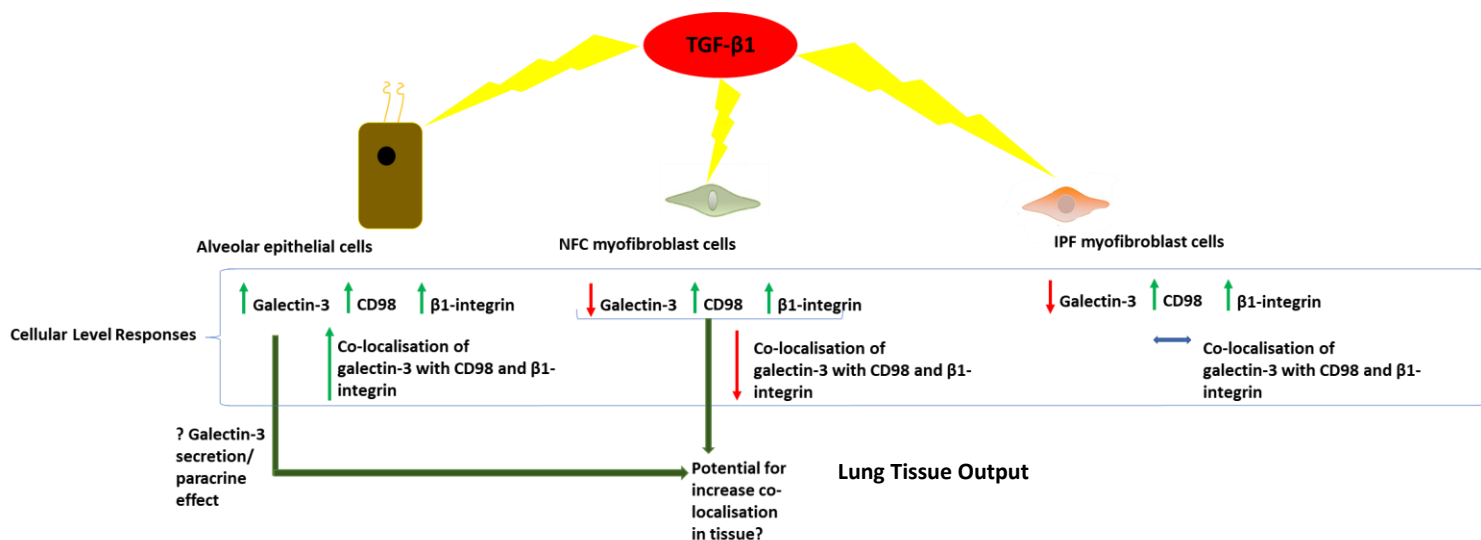 TGF-β1
Alveolar epithelial cells
NFC myofibroblast cells
IPF myofibroblast cells
Cellular Level Responses
Galectin-3 CD98 β1-integrin
Co-localisation of
galectin-3 with CD98 and β1-
integrin
Galectin-3 CD98 β1-integrin
Co-localisation of
galectin-3 with CD98 and β1-
integrin
Galectin-3 CD98 β1-integrin
Co-localisation of
galectin-3 with CD98 and β1-
integrin
? Galectin-3
secretion/
paracrine
effect
Potential for
increase co-
localisation
in tissue?
Lung Tissue Output